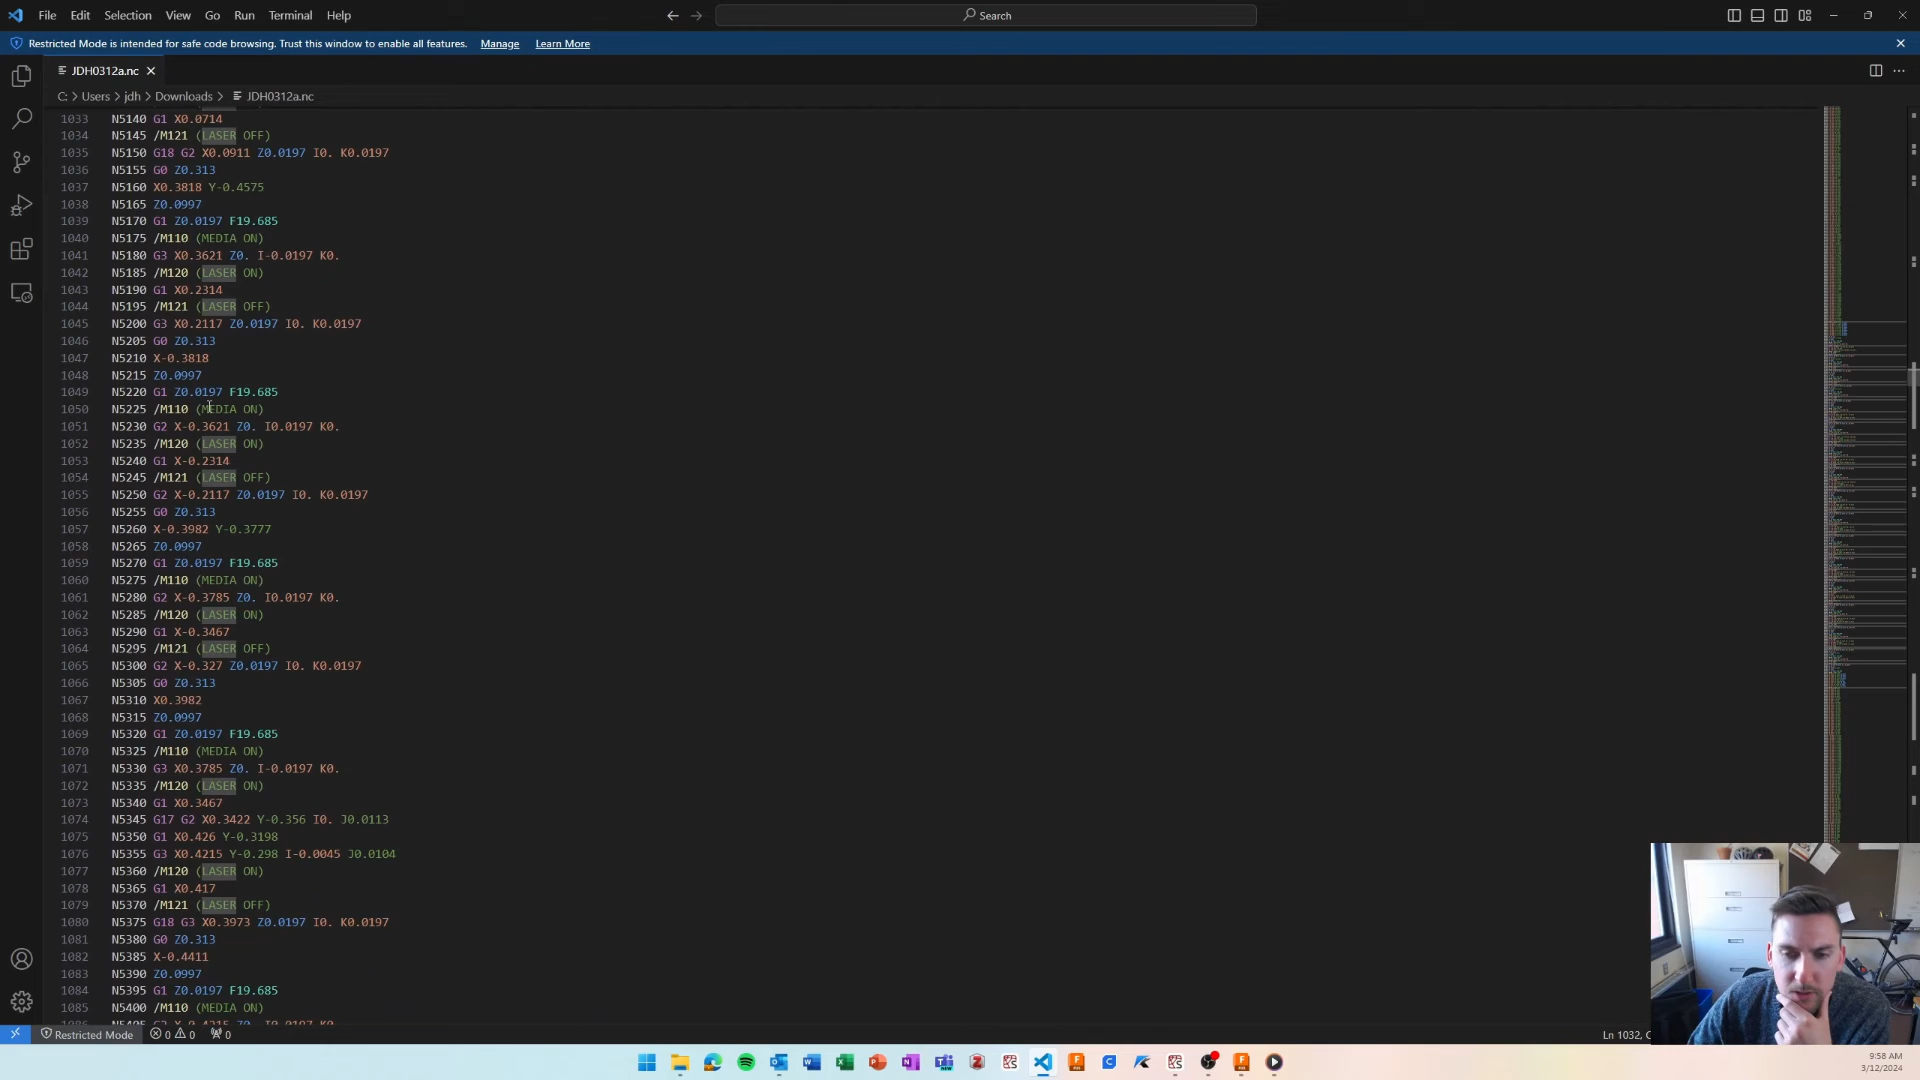 File Edit Selection View Go Run Terminal Help
Search
Restricted Mode is intended for safe code browsing. Trust this window to enable all features. Manage Learn More
JDH0312a.nc
C: > Users > jdh > Downloads > JDH0312a.nc
1033 N5140 G1 X0.0714
1034 N5145 /M121 (LASER OFF)
1035 N5150 G18 G2 X0.0911 Z0.0197 I0. K0.0197
1036 N5155 G0 Z0.313
1037 N5160 X0.3818 Y-0.4575
1038 N5165 Z0.0997
1039 N5170 G1 Z0.0197 F19.685
1040 N5175 /M110 (MEDIA ON)
1041 N5180 G3 X0.3621 Z0. I-0.0197 K0.
1042 N5185 /M120 (LASER ON)
1043 N5190 G1 X0.2314
1044 N5195 /M121 (LASER OFF)
1045 N5200 G3 X0.2117 Z0.0197 I0. K0.0197
1046 N5205 G0 Z0.313
1047 N5210 X-0.3818
1048 N5215 Z0.0997
1049 N5220 G1 Z0.0197 F19.685
1050 N5225 /M110 (MEDIA ON)
1051 N5230 G2 X-0.3621 Z0. I0.0197 K0.
1052 N5235 /M120 (LASER ON)
1053 N5240 G1 X-0.2314
1054 N5245 /M121 (LASER OFF)
1055 N5250 G2 X-0.2117 Z0.0197 I0. K0.0197
1056 N5255 G0 Z0.313
1057 N5260 X-0.3982 Y-0.3777
1058 N5265 Z0.0997
1059 N5270 G1 Z0.0197 F19.685
1060 N5275 /M110 (MEDIA ON)
1061 N5280 G2 X-0.3785 Z0. I0.0197 K0.
1062 N5285 /M120 (LASER ON)
1063 N5290 G1 X-0.3467
1064 N5295 /M121 (LASER OFF)
1065 N5300 G2 X-0.327 Z0.0197 I0. K0.0197
1066 N5305 G0 Z0.313
1067 N5310 X0.3982
1068 N5315 Z0.0997
1069 N5320 G1 Z0.0197 F19.685
1070 N5325 /M110 (MEDIA ON)
1071 N5330 G3 X0.3785 Z0. I-0.0197 K0.
1072 N5335 /M120 (LASER ON)
1073 N5340 G1 X0.3467
1074 N5345 G17 G2 X0.3422 Y-0.356 I0. J0.0113
1075 N5350 G1 X0.426 Y-0.3198
1076 N5355 G3 X0.4215 Y-0.298 I-0.0045 J0.0104
1077 N5360 /M120 (LASER ON)
1078 N5365 G1 X0.417
1079 N5370 /M121 (LASER OFF)
1080 N5375 G18 G3 X0.3973 Z0.0197 I0. K0.0197
1081 N5380 G0 Z0.313
1082 N5385 X-0.4411
1083 N5390 Z0.0997
1084 N5395 G1 Z0.0197 F19.685
1085 N5400 /M110 (MEDIA ON)
1086 N5405 G2 X-0.4215 Z0. I0.0197 K0.
Restricted Mode 0 0 0 Ln 1032,
9:58 AM
3/12/2024